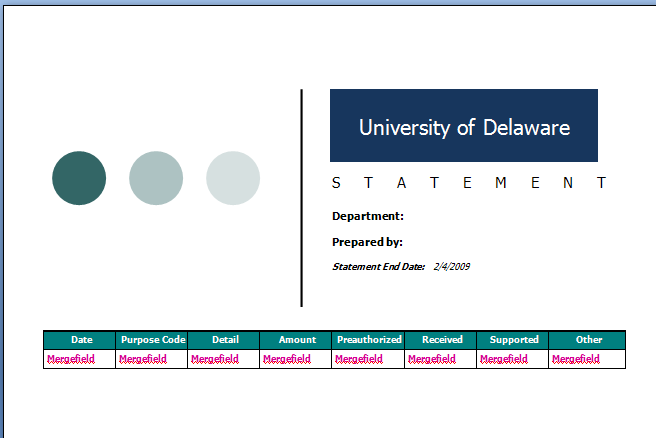 University of Delaware
S T A T E M E N T
Department:
Prepared by:
Statement End Date: 2/4/2009
Date Purpose Code Detail Amount Preauthorized Received Supported Other
Mergefield Mergefield Mergefield Mergefield Mergefield Mergefield Mergefield Mergefield